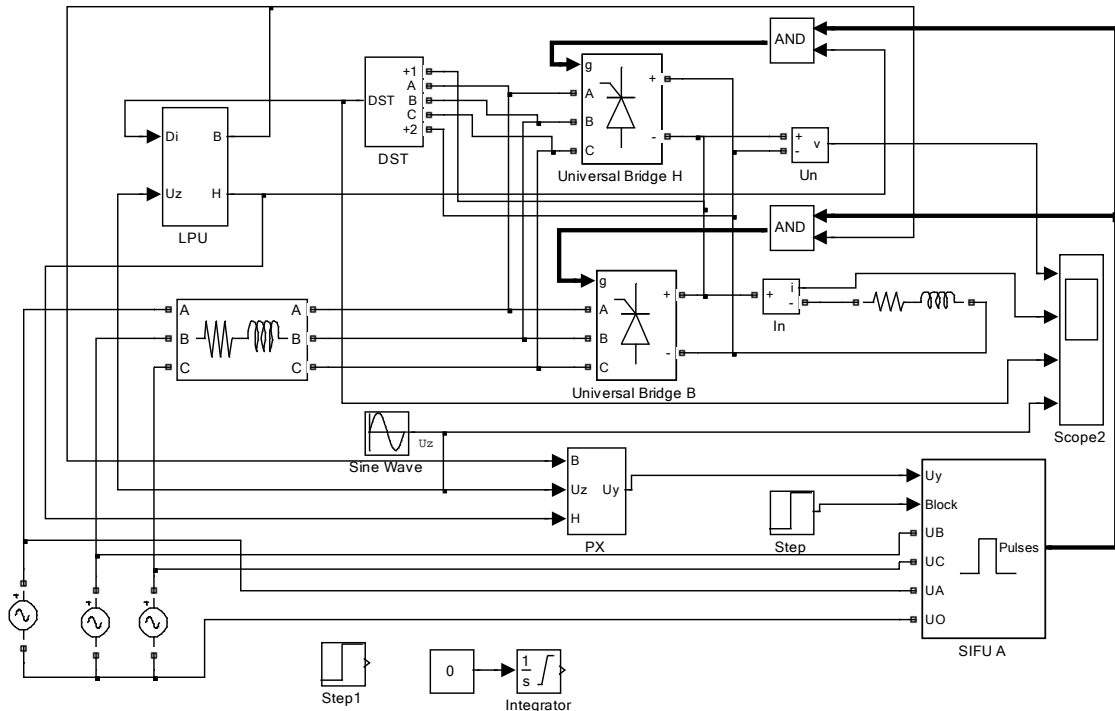 AND
g
+
A
B
-
C
Universal Bridge H
+1
A
B
C
+2
DST
DST
Di
B
Uz
H
LPU
+
-
v
Un
AND
g
+
A
B
-
C
Universal Bridge B
+
i
-
In
A
A
B
B
C
C
Scope2
Uz
Sine Wave
B
Uz
Uy
H
PX
Step
Uy
Block
UB
UC
UA
UO
Pulses
SIFU A
+
+
+
Step1
0
1
s
Integrator